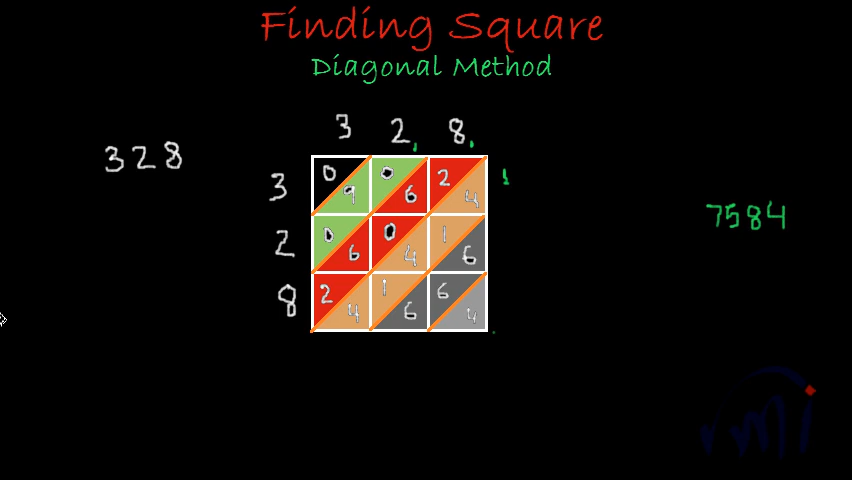 Finding Square
Diagonal Method
3 2, 8,
328
3 0 9 0 6 2 4 1
2 0 6 0 4 1 6
7584
8 2 4 1 6 6 4
vmi